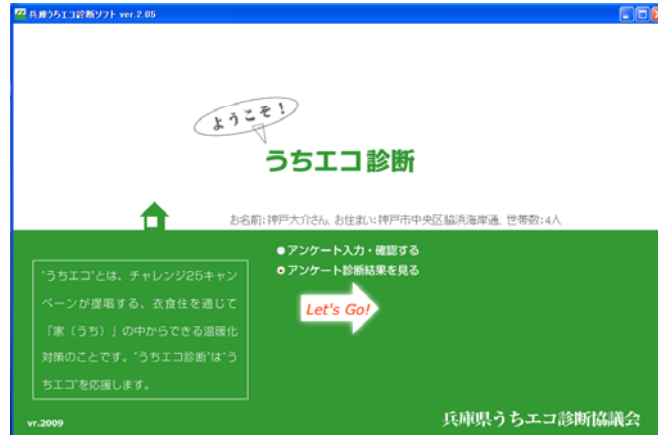 兵庫うちエコ診断ソフト ver.2.05
ようこそ!
うちエコ診断
お名前:神戸大介さん、お住まい:神戸市中央区脇浜海岸通、世帯数:4人
アンケート入力・確認する
アンケート診断結果を見る
Let's Go!
"うちエコ"とは、チャレンジ25キャン
ペーンが提唱する、衣食住を通じて
「家（うち）」の中からできる温暖化
対策のことです。"うちエコ診断"は"う
ちエコ"を応援します。
vr.2009
兵庫県うちエコ診断協議会